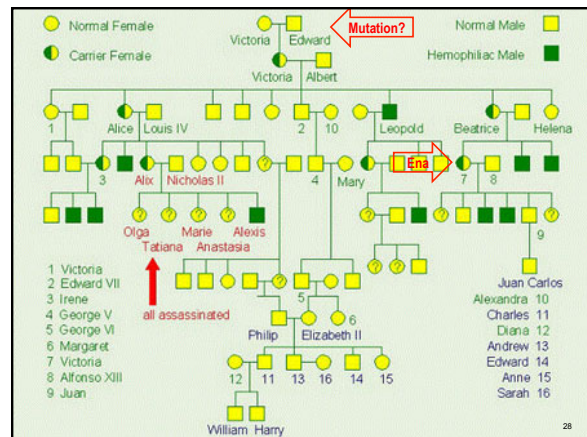 Normal Female
Mutation?
Normal Male
Victoria Edward
Carrier Female
Hemophiliac Male
Victoria Albert
1 Alice Louis IV 2 10 Leopold Beatrice Helena
? Ena ?
3 Alix Nicholas II 4 Mary 7 8
? ? ? ? ? ? ? ?
Olga Marie Alexis 9
Tatiana Anastasia
?
1 Victoria
2 Edward VII
3 Irene
4 George V
5 George VI
6 Margaret
7 Victoria
8 Alfonso XIII
9 Juan
all assassinated
5
6
Philip Elizabeth II
12 11 13 16 14 15
William Harry
Juan Carlos
Alexandra 10
Charles 11
Diana 12
Andrew 13
Edward 14
Anne 15
Sarah 16
28